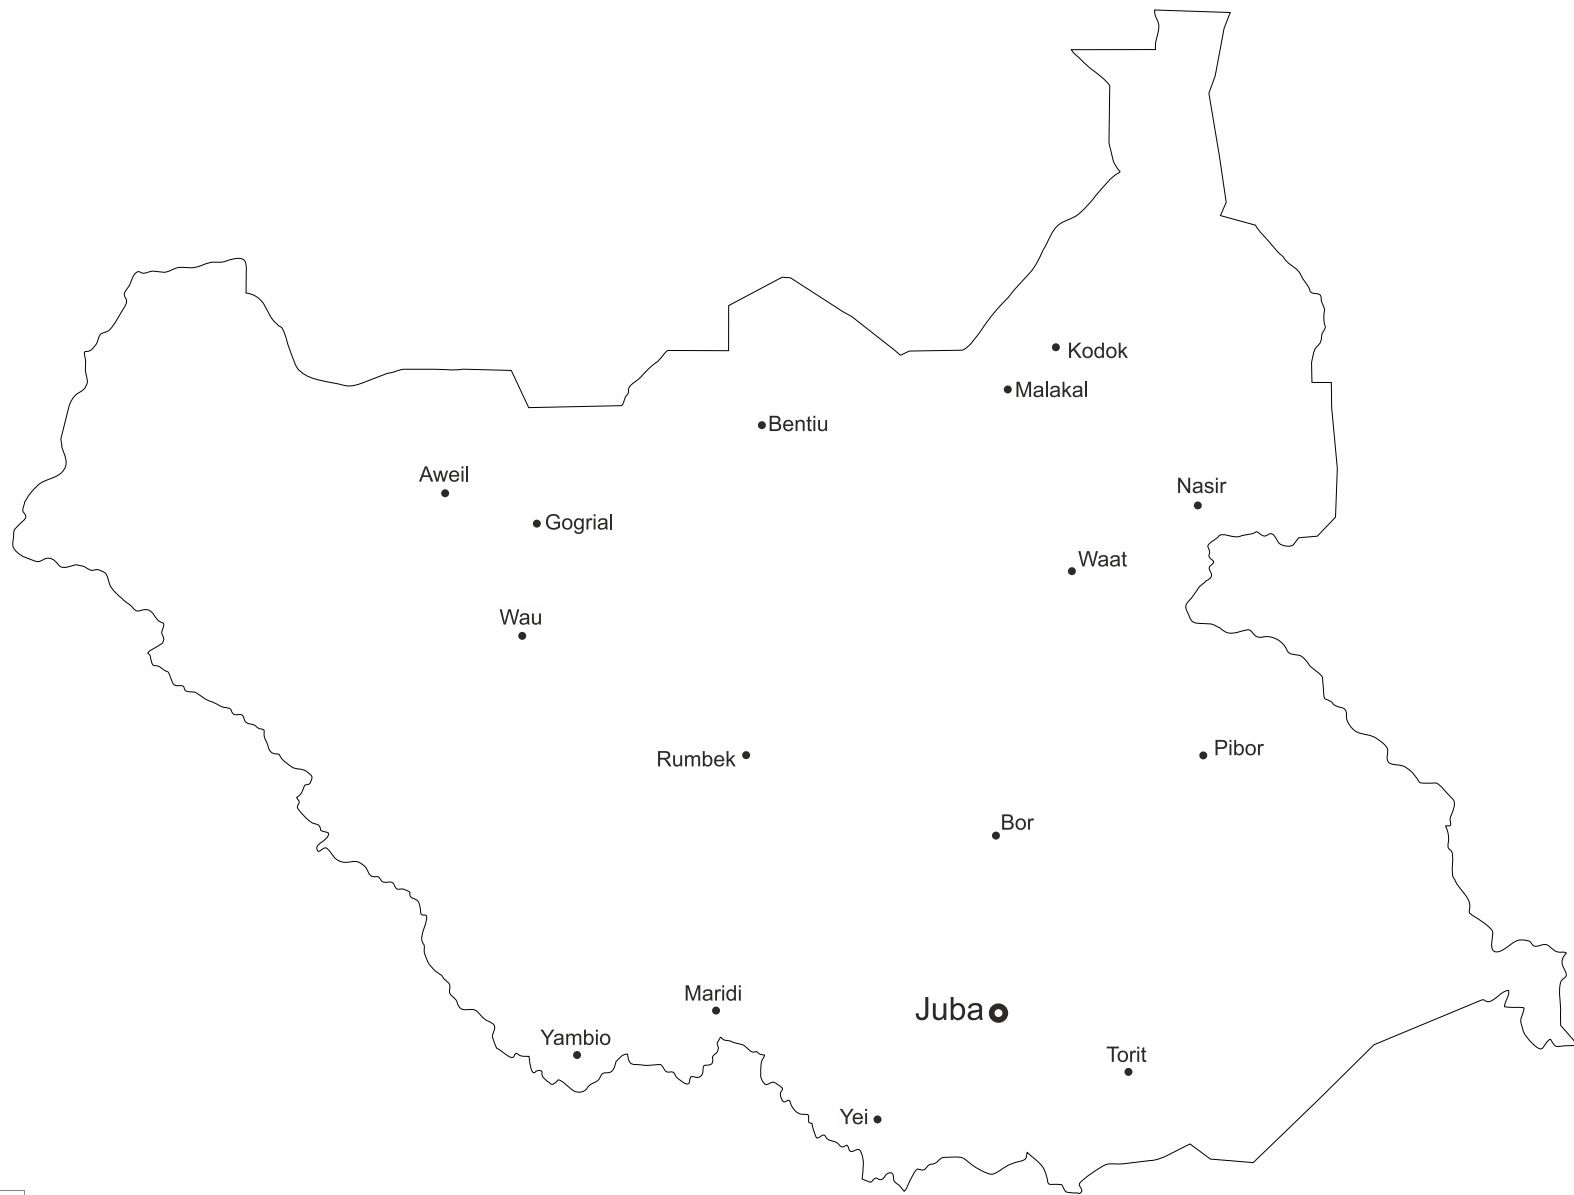 Kodok
Malakal
Bentiu
Aweil
Nasir
Gogrial
Waat
Wau
Pibor
Rumbek
Bor
Maridi
Juba
Yambio
Torit
Yei